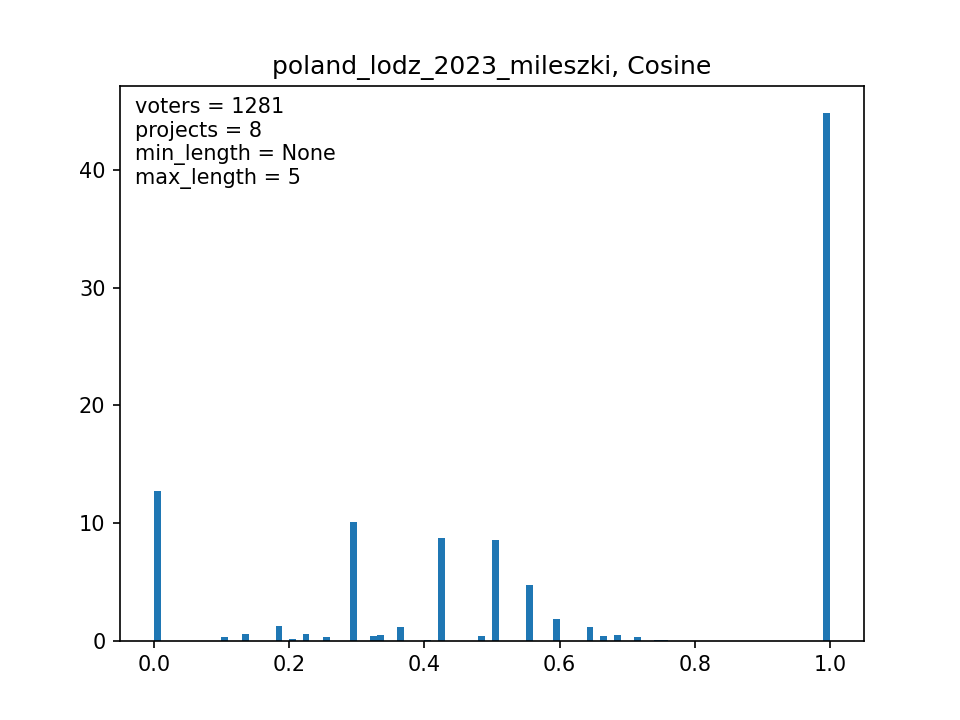 poland_lodz_2023_mileszki, Cosine
voters = 1281
projects = 8
min_length = None
max_length = 5
40
30
20
10
0
0.0 0.2 0.4 0.6 0.8 1.0